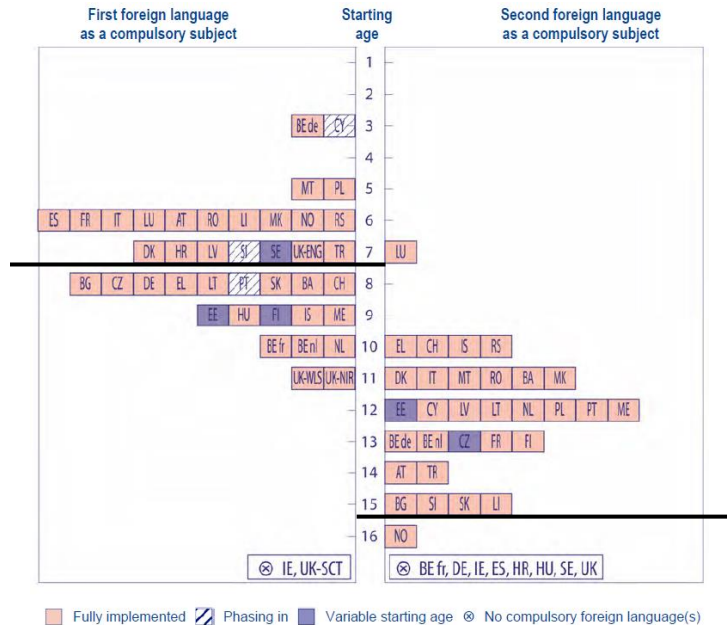 First foreign language
as a compulsory subject
Starting
age
Second foreign language
as a compulsory subject
1
2
BE de CY 3
4
MT PL 5
ES FR IT LU AT RO LI MK NO RS 6
DK HR LV SI SE UK-ENG TR 7 LU
BG CZ DE EL LT PT SK BA CH 8
EE HU FI IS ME 9
BE fr BE nl NL 10 EL CH IS RS
UK-WLS UK-NIR 11 DK IT MT RO BA MK
12 EE CY LV LT NL PL PT ME
13 BE de BE nl CZ FR FI
14 AT TR
15 BG SI SK LI
16 NO
⊗ IE, UK-SCT ⊗ BE fr, DE, IE, ES, HR, HU, SE, UK
Fully implemented Phasing in Variable starting age ⊗ No compulsory foreign language(s)